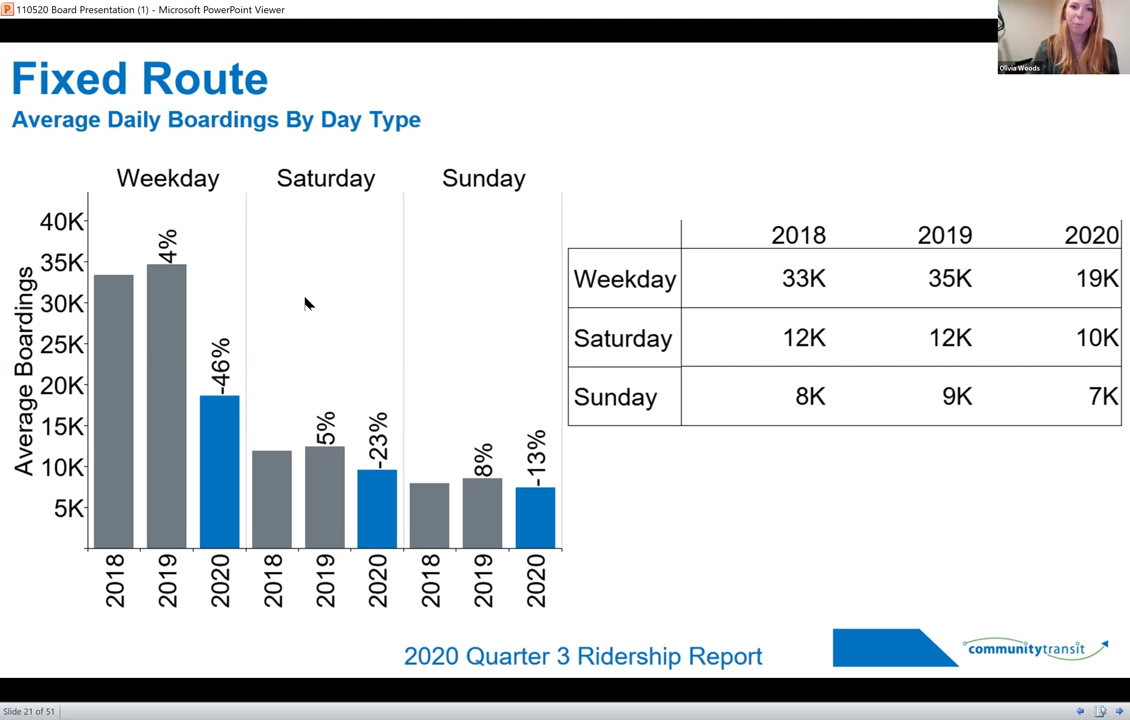 110520 Board Presentation (1) - Microsoft PowerPoint Viewer
Olivia Woods
Fixed Route
Average Daily Boardings By Day Type
Weekday Saturday Sunday
Average Boardings
40K
35K
30K
25K
20K
15K
10K
5K
4%
-46%
5%
-23%
8%
-13%
2018 2019 2020 2018 2019 2020 2018 2019 2020
2018 2019 2020
Weekday 33K 35K 19K
Saturday 12K 12K 10K
Sunday 8K 9K 7K
2020 Quarter 3 Ridership Report
communitytransit
Slide 21 of 51